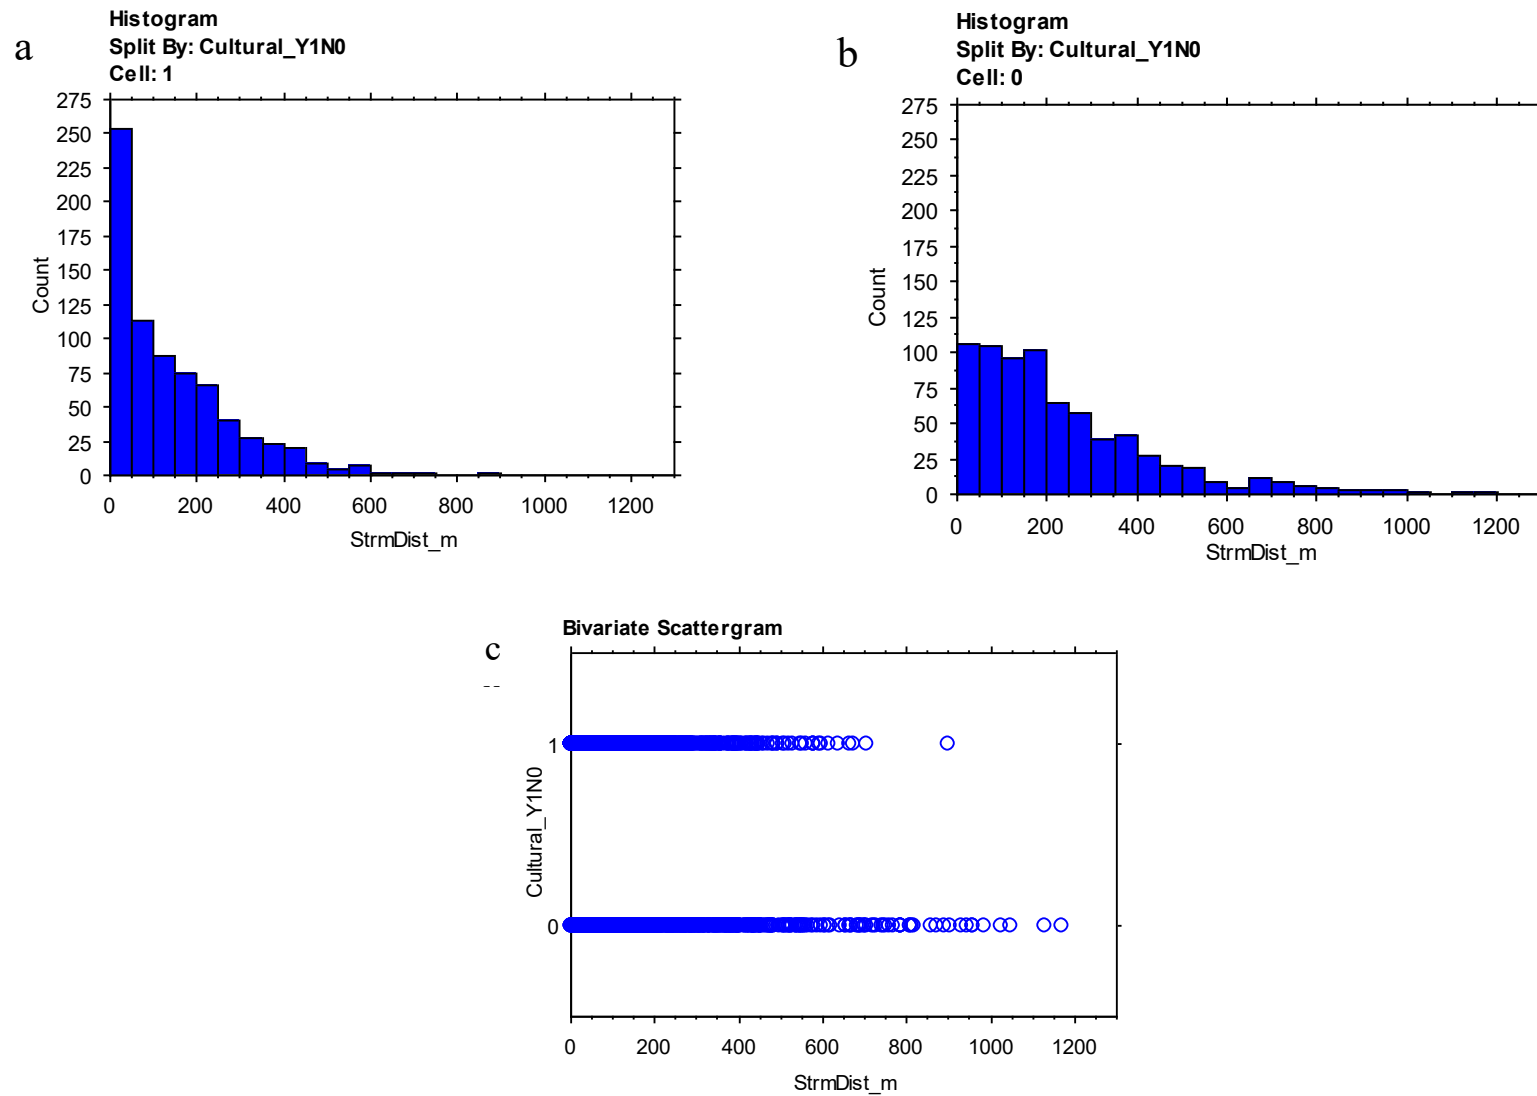 a
Histogram
Split By: Cultural_Y1N0
Cell: 1
275
250
225
200
175
150
125
100
75
50
25
0
Count
0 200 400 600 800 1000 1200
StrmDist_m
b
Histogram
Split By: Cultural_Y1N0
Cell: 0
275
250
225
200
175
150
125
100
75
50
25
0
Count
0 200 400 600 800 1000 1200
StrmDist_m
c
Bivariate Scattergram
1
0
Cultural_Y1N0
0 200 400 600 800 1000 1200
StrmDist_m